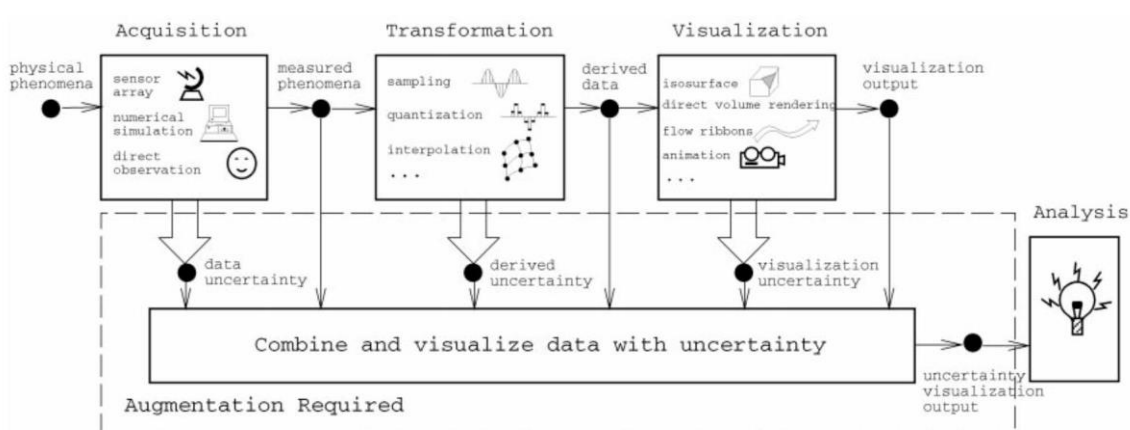 Acquisition
Transformation
Visualization
physical
phenomena
sensor
array
numerical
simulation
direct
observation
measured
phenomena
sampling
quantization
interpolation
...
derived
data
isosurface
direct volume rendering
flow ribbons
animation
...
visualization
output
Analysis
data
uncertainty
derived
uncertainty
visualization
uncertainty
Combine and visualize data with uncertainty
uncertainty
visualization
output
Augmentation Required